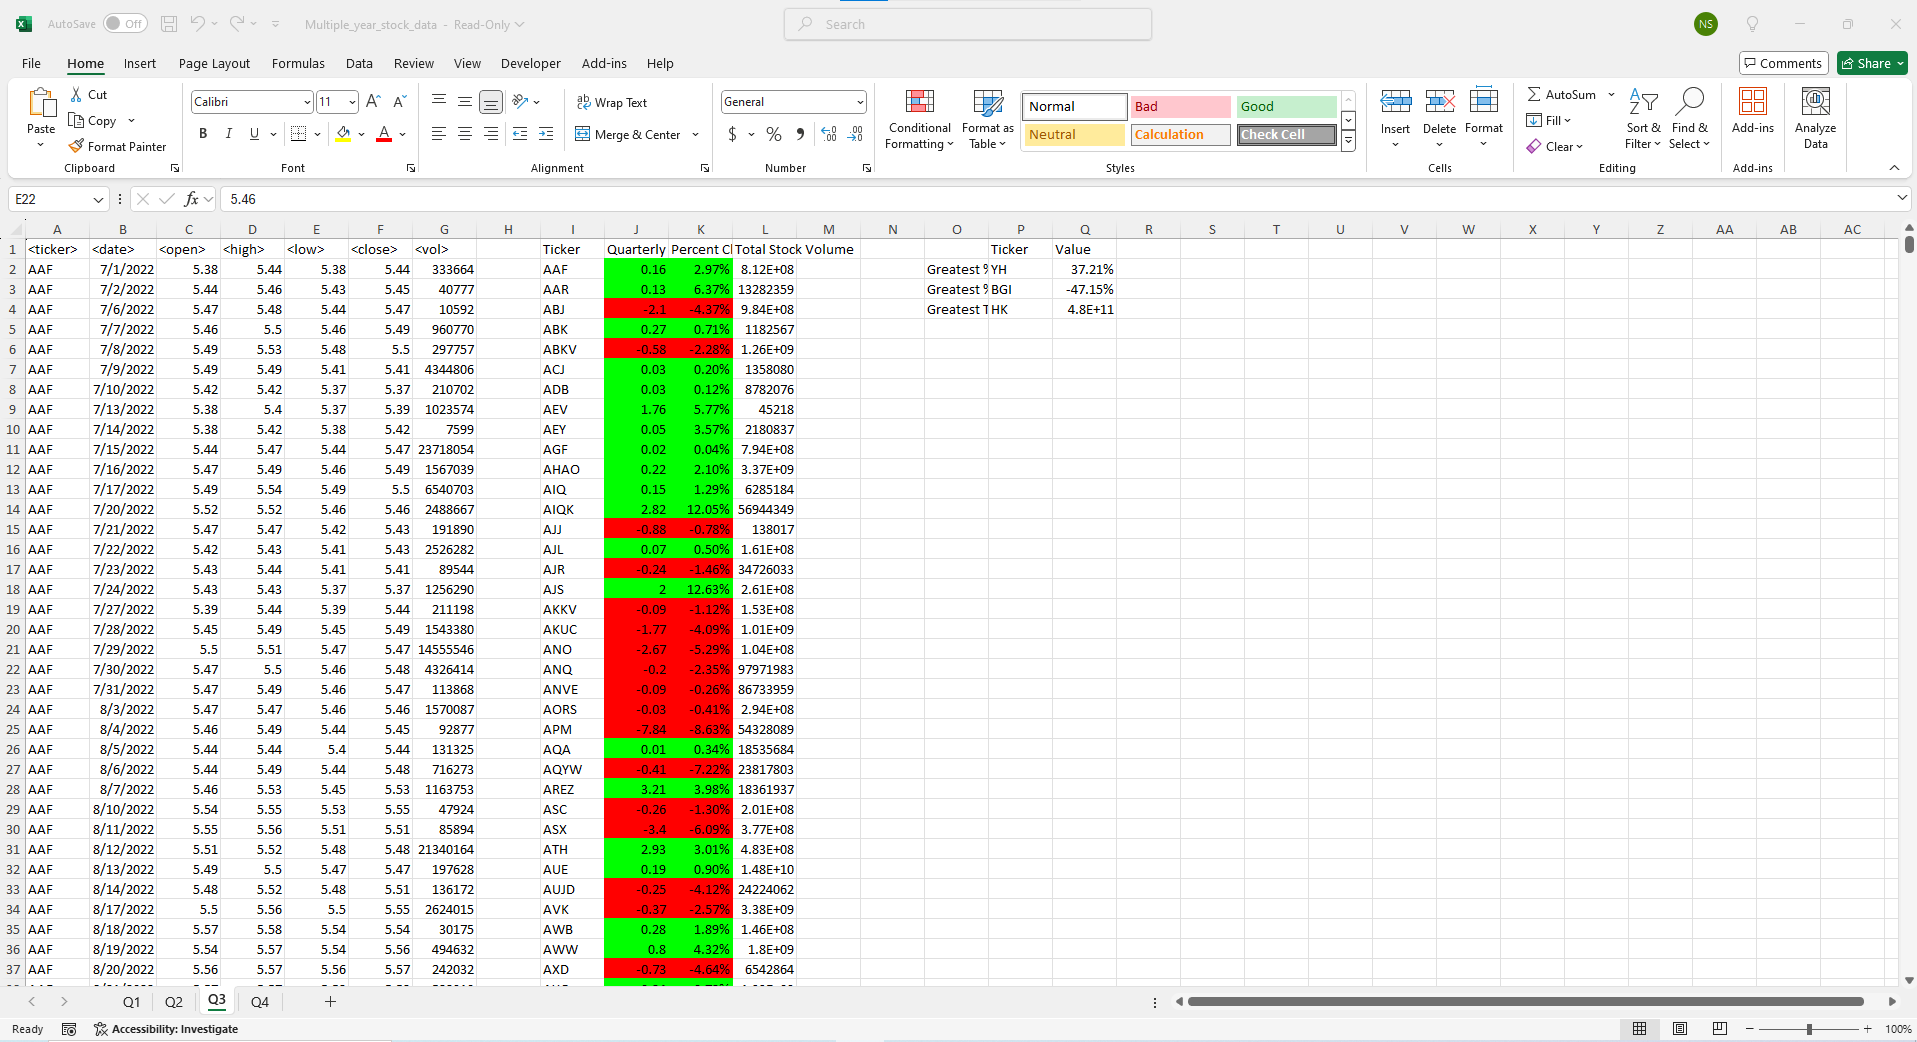 AutoSave Off Multiple_year_stock_data - Read-Only Search NS
File Home Insert Page Layout Formulas Data Review View Developer Add-ins Help Comments Share
Paste Cut Copy Format Painter Clipboard
Calibri 11 B I U A Font
Wrap Text Merge & Center Alignment
General $ % Number
Conditional Formatting Format as Table Normal Bad Good Neutral Calculation Check Cell Styles
Insert Delete Format Cells
AutoSum Fill Clear Sort & Filter Find & Select Editing
Add-ins Add-ins Analyze Data
E22 fx 5.46
A B C D E F G H I J K L M N O P Q R S T U V W X Y Z AA AB AC
1 <ticker> <date> <open> <high> <low> <close> <vol> Ticker Quarterly Percent Cl Total Stock Volume Ticker Value
2 AAF 7/1/2022 5.38 5.44 5.38 5.44 333664 AAF 0.16 2.97% 8.12E+08 Greatest % YH 37.21%
3 AAF 7/2/2022 5.44 5.46 5.43 5.45 40777 AAR 0.13 6.37% 13282359 Greatest % BGI -47.15%
4 AAF 7/6/2022 5.47 5.48 5.44 5.47 10592 ABJ -2.1 -4.37% 9.84E+08 Greatest T HK 4.8E+11
5 AAF 7/7/2022 5.46 5.5 5.46 5.49 960770 ABK 0.27 0.71% 1182567
6 AAF 7/8/2022 5.49 5.53 5.48 5.5 297757 ABKV -0.58 -2.28% 1.26E+09
7 AAF 7/9/2022 5.49 5.49 5.41 5.41 4344806 ACJ 0.03 0.20% 1358080
8 AAF 7/10/2022 5.42 5.42 5.37 5.37 210702 ADB 0.03 0.12% 8782076
9 AAF 7/13/2022 5.38 5.4 5.37 5.39 1023574 AEV 1.76 5.77% 45218
10 AAF 7/14/2022 5.38 5.42 5.38 5.42 7599 AEY 0.05 3.57% 2180837
11 AAF 7/15/2022 5.44 5.47 5.44 5.47 23718054 AGF 0.02 0.04% 7.94E+08
12 AAF 7/16/2022 5.47 5.49 5.46 5.49 1567039 AHAO 0.22 2.10% 3.37E+09
13 AAF 7/17/2022 5.49 5.54 5.49 5.5 6540703 AIQ 0.15 1.29% 6285184
14 AAF 7/20/2022 5.52 5.52 5.46 5.46 2488667 AIQK 2.82 12.05% 56944349
15 AAF 7/21/2022 5.47 5.47 5.42 5.43 191890 AJJ -0.88 -0.78% 138017
16 AAF 7/22/2022 5.42 5.43 5.41 5.43 2526282 AJL 0.07 0.50% 1.61E+08
17 AAF 7/23/2022 5.43 5.44 5.41 5.41 89544 AJR -0.24 -1.46% 34726033
18 AAF 7/24/2022 5.43 5.43 5.37 5.37 1256290 AJS 2 12.63% 2.61E+08
19 AAF 7/27/2022 5.39 5.44 5.39 5.44 211198 AKKV -0.09 -1.12% 1.53E+08
20 AAF 7/28/2022 5.45 5.49 5.45 5.49 1543380 AKUC -1.77 -4.09% 1.01E+09
21 AAF 7/29/2022 5.5 5.51 5.47 5.47 14555546 ANO -2.67 -5.29% 1.04E+08
22 AAF 7/30/2022 5.47 5.5 5.46 5.48 4326414 ANQ -0.2 -2.35% 97971983
23 AAF 7/31/2022 5.47 5.49 5.46 5.47 113868 ANVE -0.09 -0.26% 86733959
24 AAF 8/3/2022 5.47 5.47 5.46 5.46 1570087 AORS -0.03 -0.41% 2.94E+08
25 AAF 8/4/2022 5.46 5.49 5.44 5.45 92877 APM -7.84 -8.63% 54328089
26 AAF 8/5/2022 5.44 5.44 5.4 5.44 131325 AQA 0.01 0.34% 18535684
27 AAF 8/6/2022 5.44 5.49 5.44 5.48 716273 AQYW -0.41 -7.22% 23817803
28 AAF 8/7/2022 5.46 5.53 5.45 5.53 1163753 AREZ 3.21 3.98% 18361937
29 AAF 8/10/2022 5.54 5.55 5.53 5.55 47924 ASC -0.26 -1.30% 2.01E+08
30 AAF 8/11/2022 5.55 5.56 5.51 5.51 85894 ASX -3.4 -6.09% 3.77E+08
31 AAF 8/12/2022 5.51 5.52 5.48 5.48 21340164 ATH 2.93 3.01% 4.83E+08
32 AAF 8/13/2022 5.49 5.5 5.47 5.47 197628 AUE 0.19 0.90% 1.48E+10
33 AAF 8/14/2022 5.48 5.52 5.48 5.51 136172 AUJD -0.25 -4.12% 24224062
34 AAF 8/17/2022 5.5 5.56 5.5 5.55 2624015 AVK -0.37 -2.57% 3.38E+09
35 AAF 8/18/2022 5.57 5.58 5.54 5.54 30175 AWB 0.28 1.89% 1.46E+08
36 AAF 8/19/2022 5.54 5.57 5.54 5.56 494632 AWW 0.8 4.32% 1.8E+09
37 AAF 8/20/2022 5.56 5.57 5.56 5.57 242032 AXD -0.73 -4.64% 6542864
Q1 Q2 Q3 Q4
Ready Accessibility: Investigate 100%